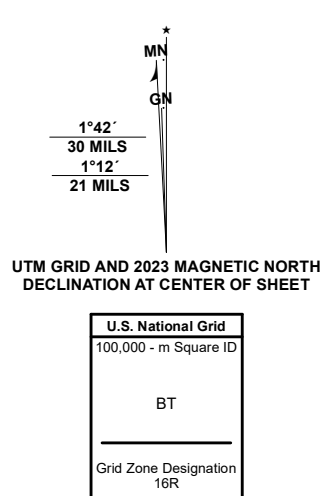 ★
MN
GN
1°42´
30 MILS
1°12´
21 MILS
UTM GRID AND 2023 MAGNETIC NORTH
DECLINATION AT CENTER OF SHEET
U.S. National Grid
100,000 - m Square ID
BT
Grid Zone Designation
16R